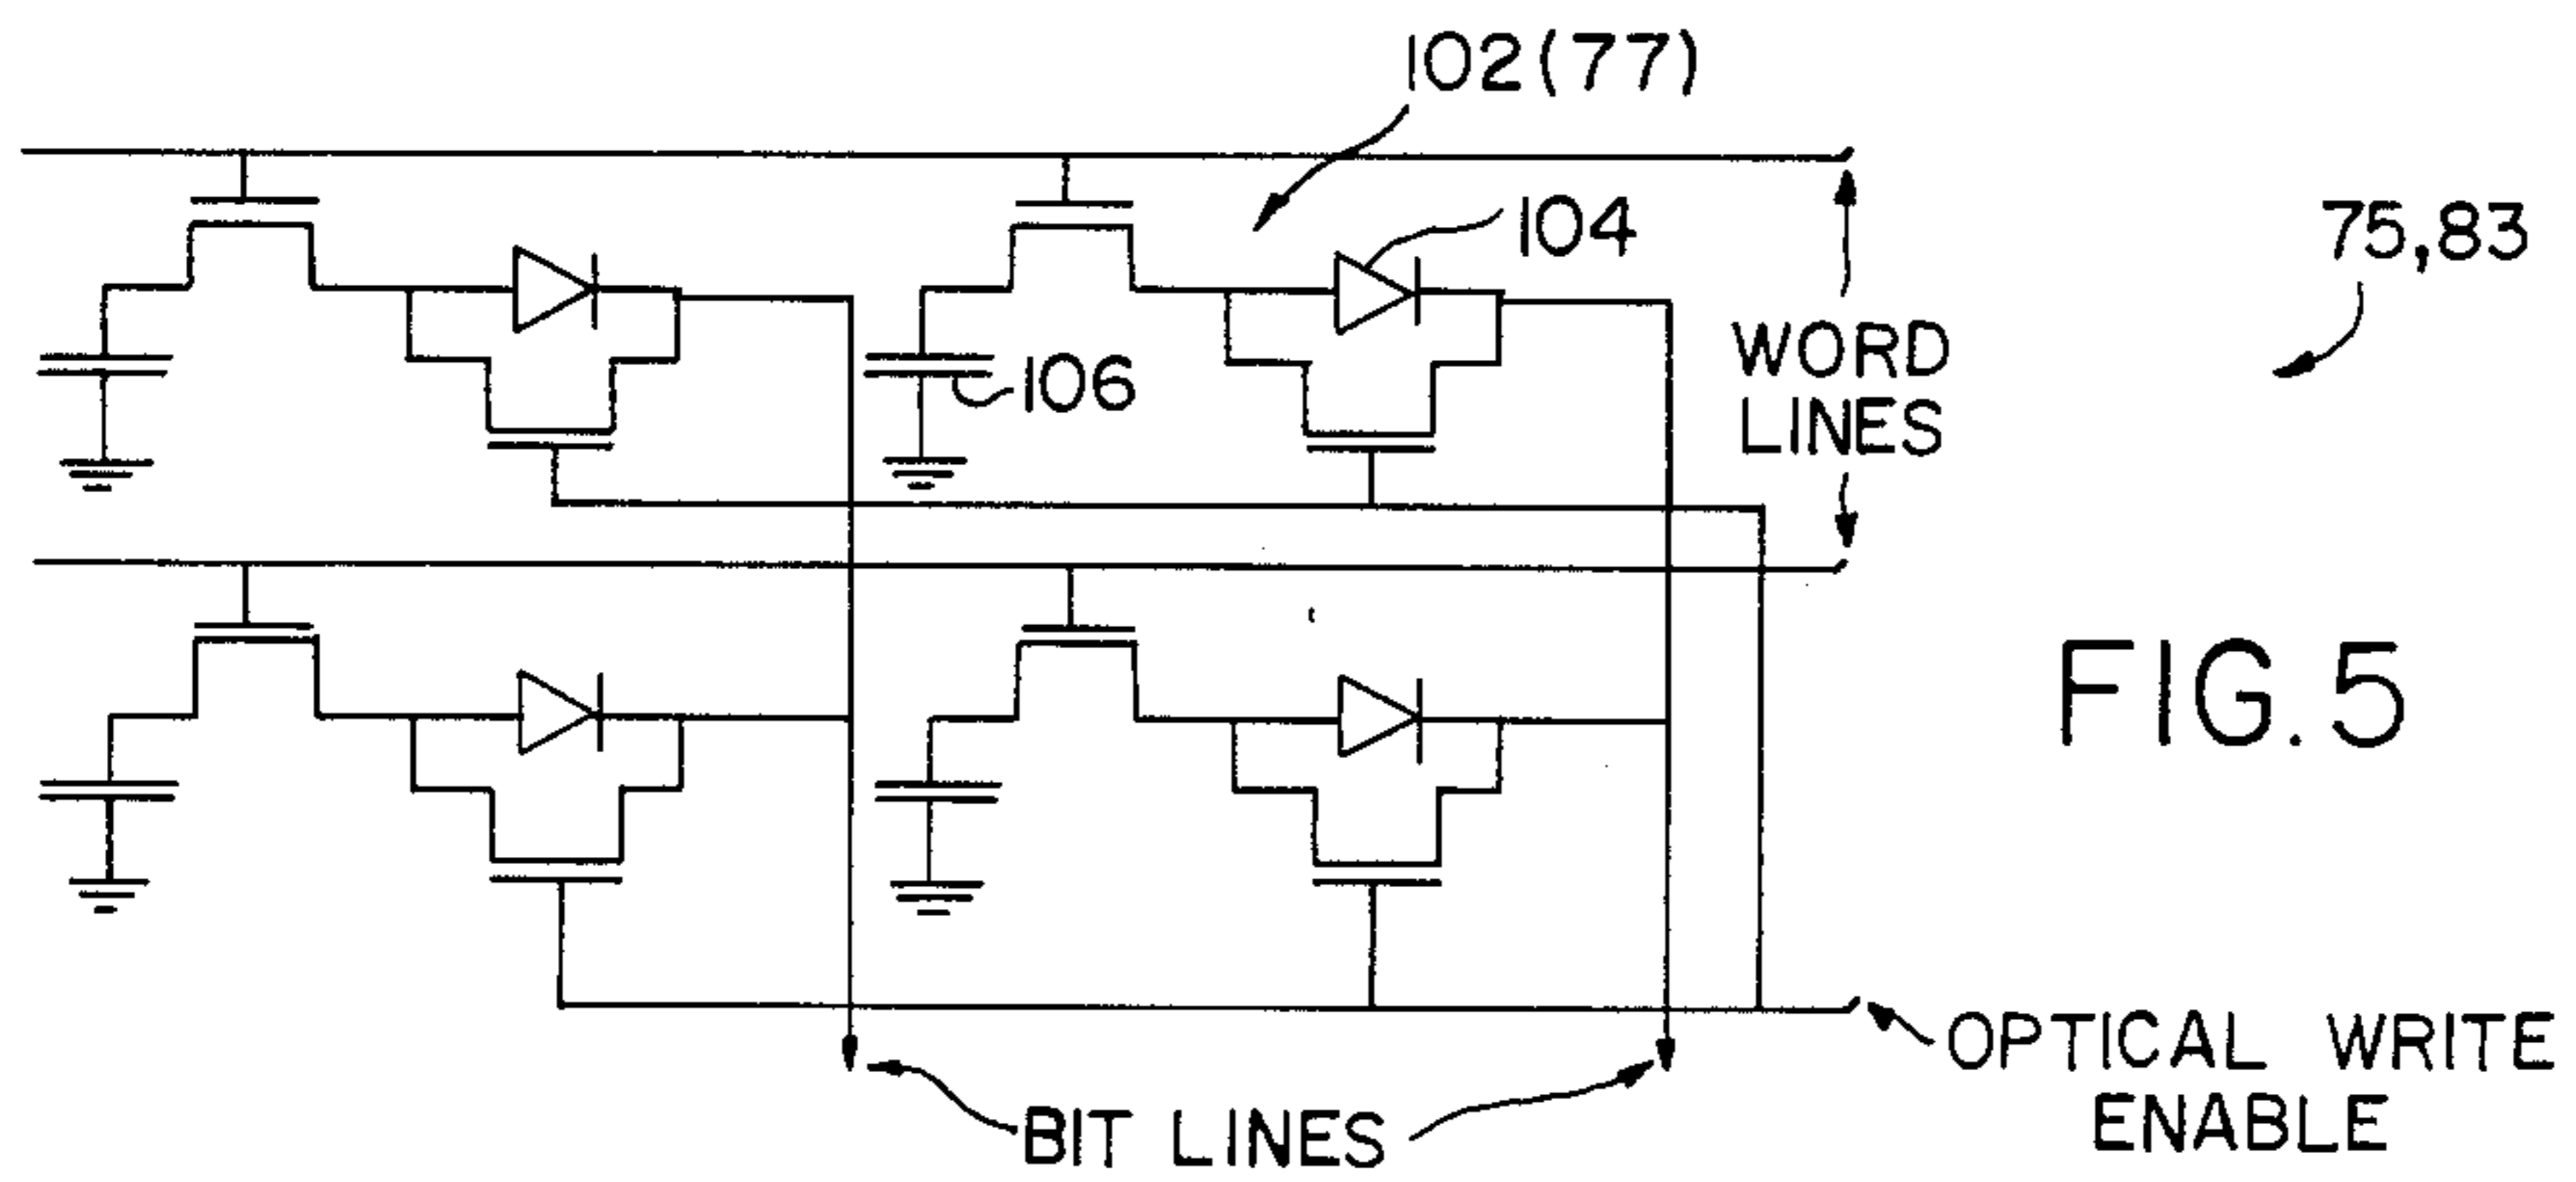 102(77)
104
75,83
106
WORD
LINES
FIG.5
OPTICAL WRITE
ENABLE
BIT LINES